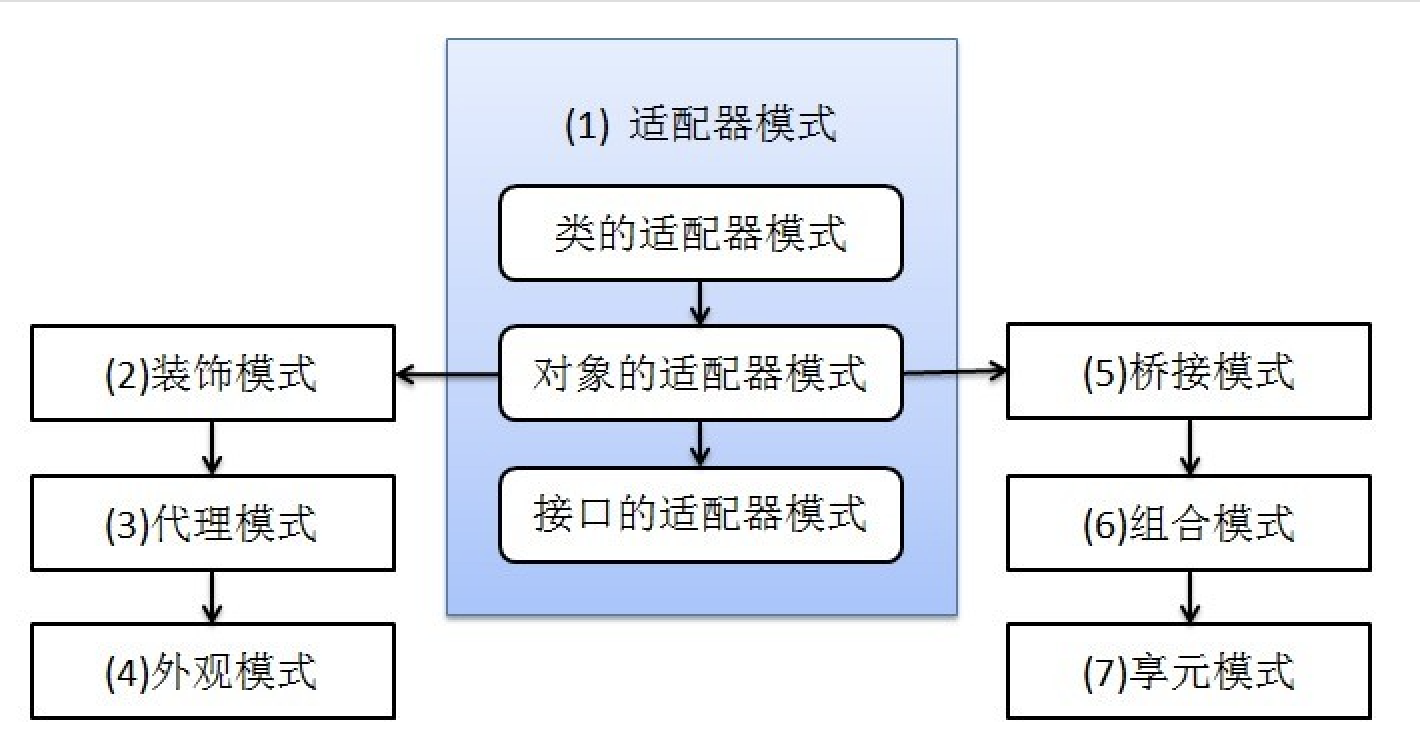 (1) 适配器模式
类的适配器模式
对象的适配器模式
接口的适配器模式
(2)装饰模式
(3)代理模式
(4)外观模式
(5)桥接模式
(6)组合模式
(7)享元模式